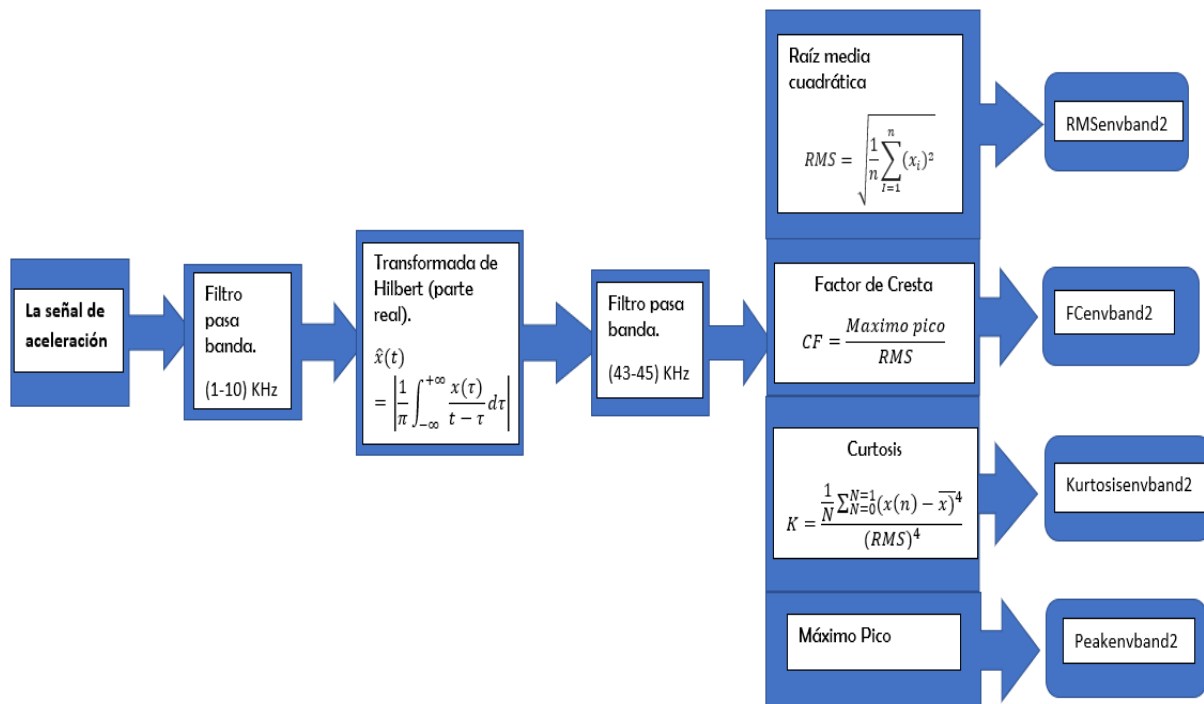 La señal de
aceleración
Filtro
pasa
banda.
(1-10) KHz
Transformada de
Hilbert (parte
real).
x̂(t)
= |1/π ∫_{-∞}^{+∞} x(τ)/(t − τ) dτ|
Filtro pasa
banda.
(43-45) KHz
Raíz media
cuadrática
RMS = √(1/n ∑_{I=1}^{n} (x_i)²)
RMSenvband2
Factor de Cresta
CF = Maximo pico / RMS
FCenvband2
Curtosis
K = (1/N ∑_{N=0}^{N=1} (x(n) − x̅)⁴) / (RMS)⁴
Kurtosisenvband2
Máximo Pico
Peakenvband2